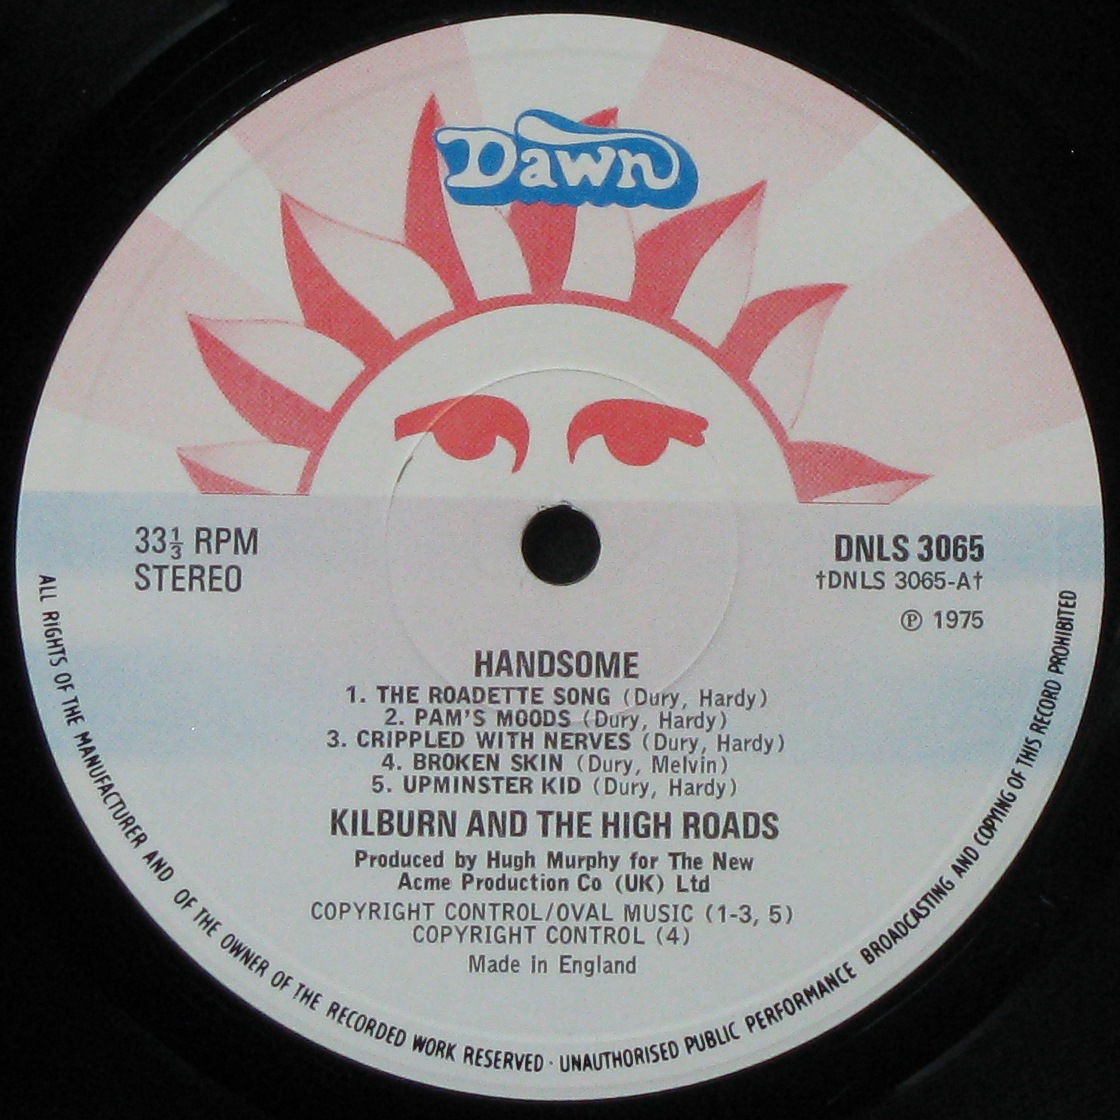 Dawn
33⅓ RPM
STEREO
DNLS 3065
†DNLS 3065-A†
℗ 1975
HANDSOME
1. THE ROADETTE SONG (Dury, Hardy)
2. PAM'S MOODS (Dury, Hardy)
3. CRIPPLED WITH NERVES (Dury, Hardy)
4. BROKEN SKIN (Dury, Melvin)
5. UPMINSTER KID (Dury, Hardy)
KILBURN AND THE HIGH ROADS
Produced by Hugh Murphy for The New
Acme Production Co (UK) Ltd
COPYRIGHT CONTROL/OVAL MUSIC (1-3, 5)
COPYRIGHT CONTROL (4)
Made in England
ALL RIGHTS OF THE MANUFACTURER AND OF THE OWNER OF THE RECORDED WORK RESERVED · UNAUTHORISED PUBLIC PERFORMANCE BROADCASTING AND COPYING OF THIS RECORD PROHIBITED